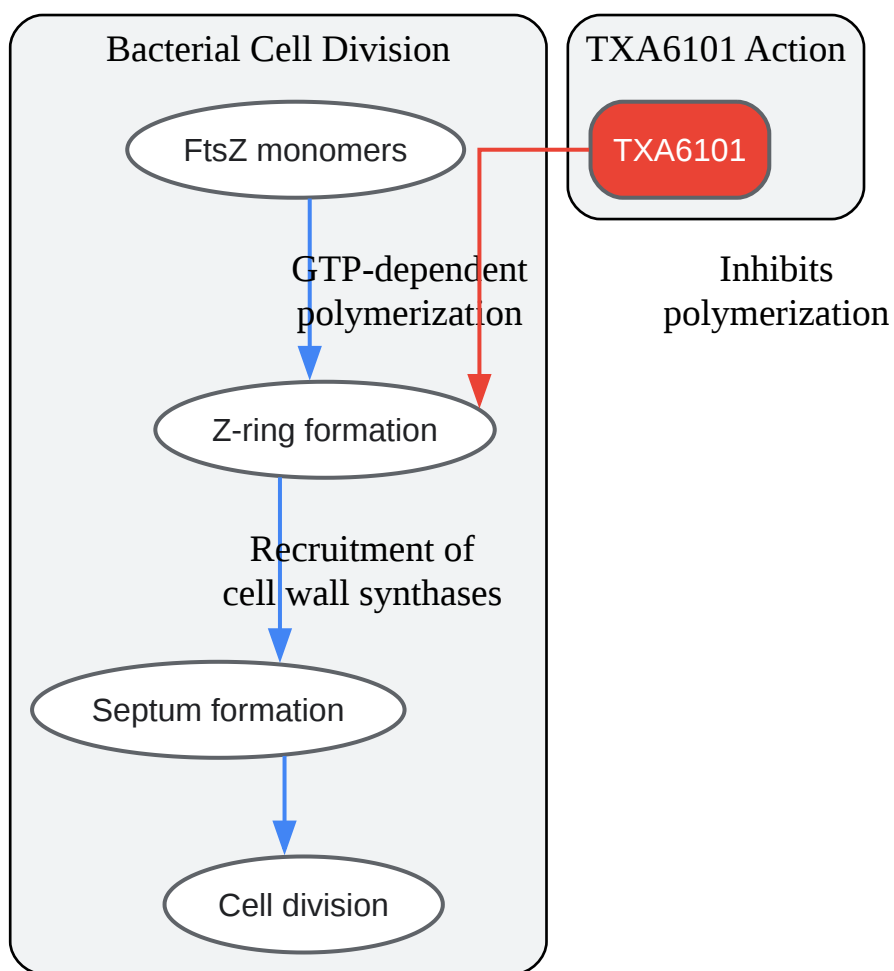 Bacterial Cell Division
TXA6101 Action
FtsZ monomers
TXA6101
GTP-dependent
polymerization
Inhibits
polymerization
Z-ring formation
Recruitment of
cell wall synthases
Septum formation
Cell division